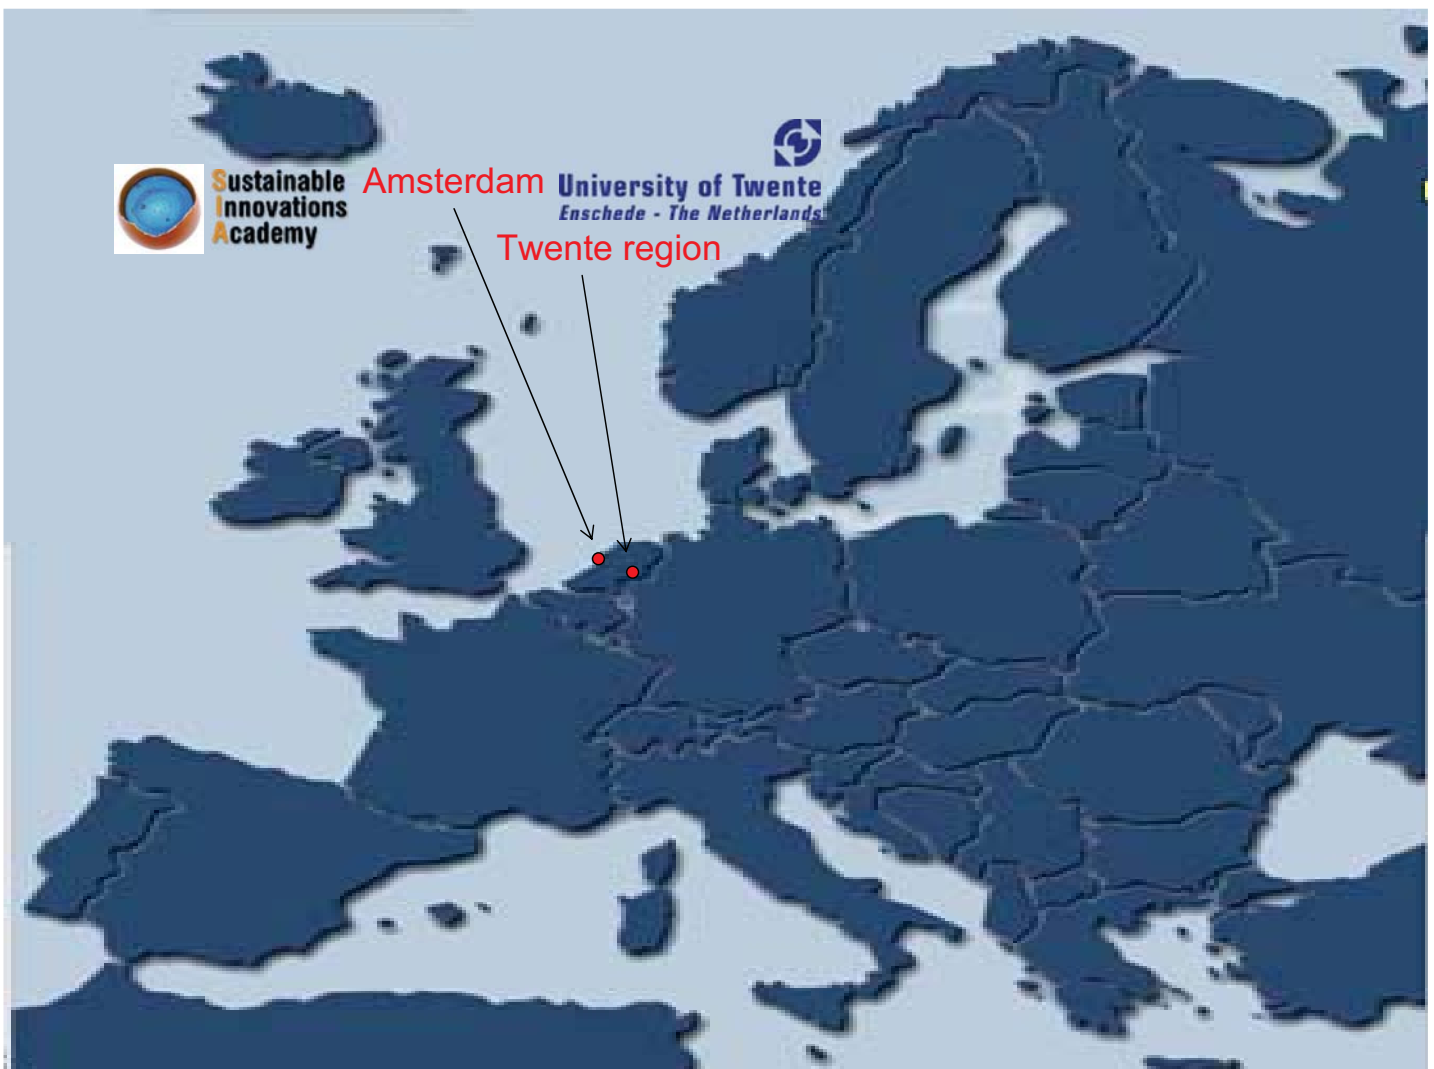 Sustainable
Innovations
Academy
Amsterdam
University of Twente
Enschede - The Netherlands
Twente region